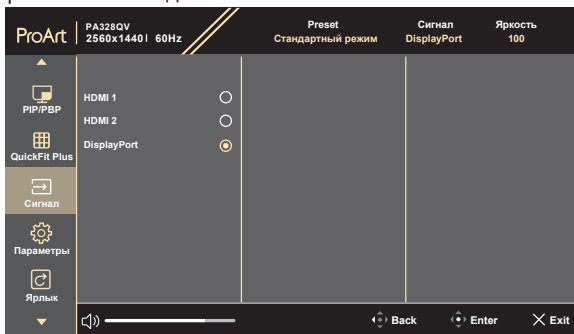 ProArt
PA328QV
2560x1440 60Hz
Preset
Стандартный режим
Сигнал
DisplayPort
Яркость
100
PIP/PBP
QuickFit Plus
Сигнал
Параметры
Ярлык
HDMI 1
HDMI 2
DisplayPort
Back
Enter
Exit